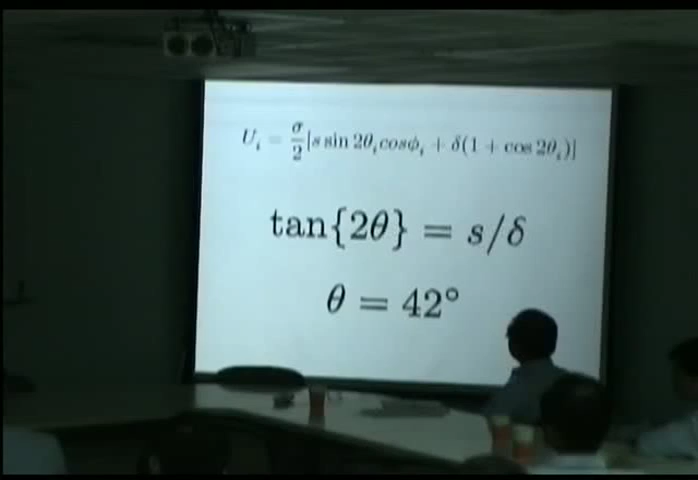 U_i = σ/2 [s sin 2θ_i cosϕ_i + δ(1 + cos 2θ_i)]
tan{2θ} = s/δ
θ = 42°